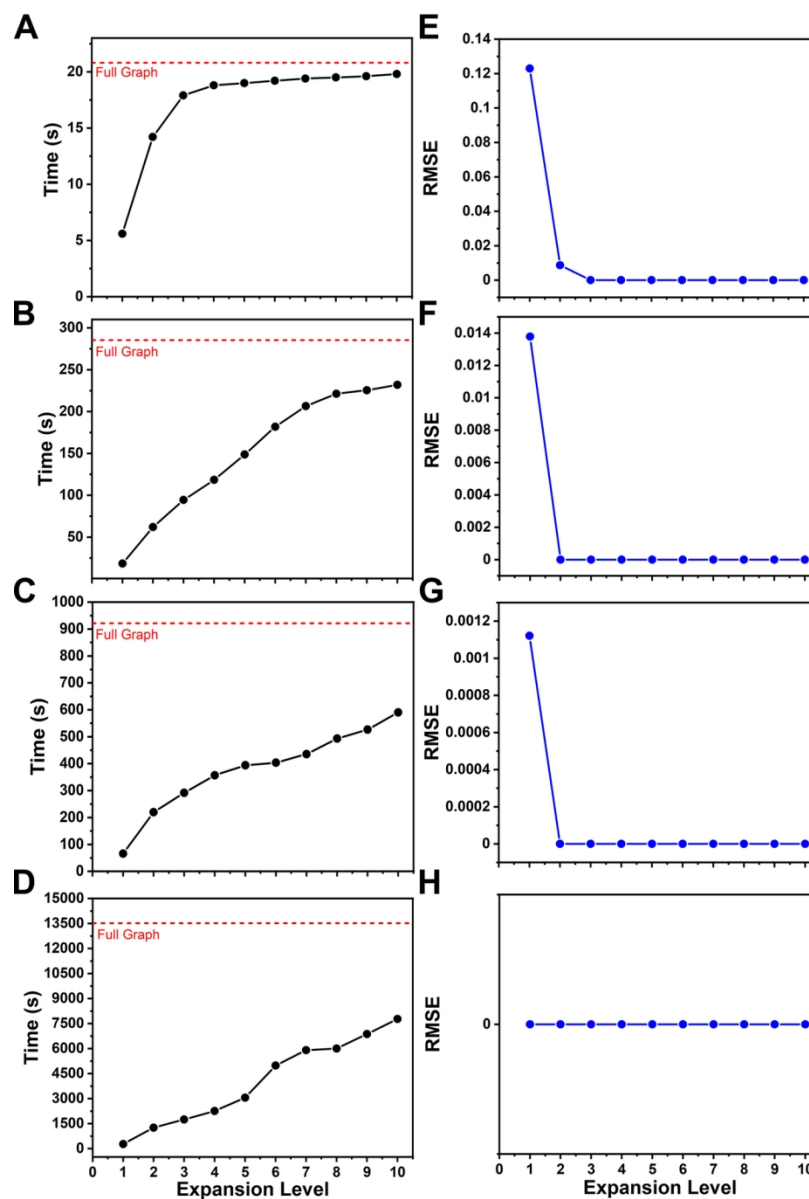 A
Full Graph
20
15
10
5
0
Time (s)
E
0.14
0.12
0.1
0.08
0.06
0.04
0.02
0
RMSE
B
300
Full Graph
250
200
150
100
50
Time (s)
F
0.014
0.012
0.01
0.008
0.006
0.004
0.002
0
RMSE
C
1000
900
Full Graph
800
700
600
500
400
300
200
100
0
Time (s)
G
0.0012
0.001
0.0008
0.0006
0.0004
0.0002
0
RMSE
D
15000
13500
Full Graph
12000
10500
9000
7500
6000
4500
3000
1500
0
Time (s)
0 1 2 3 4 5 6 7 8 9 10
Expansion Level
H
0
RMSE
0 1 2 3 4 5 6 7 8 9 10
Expansion Level